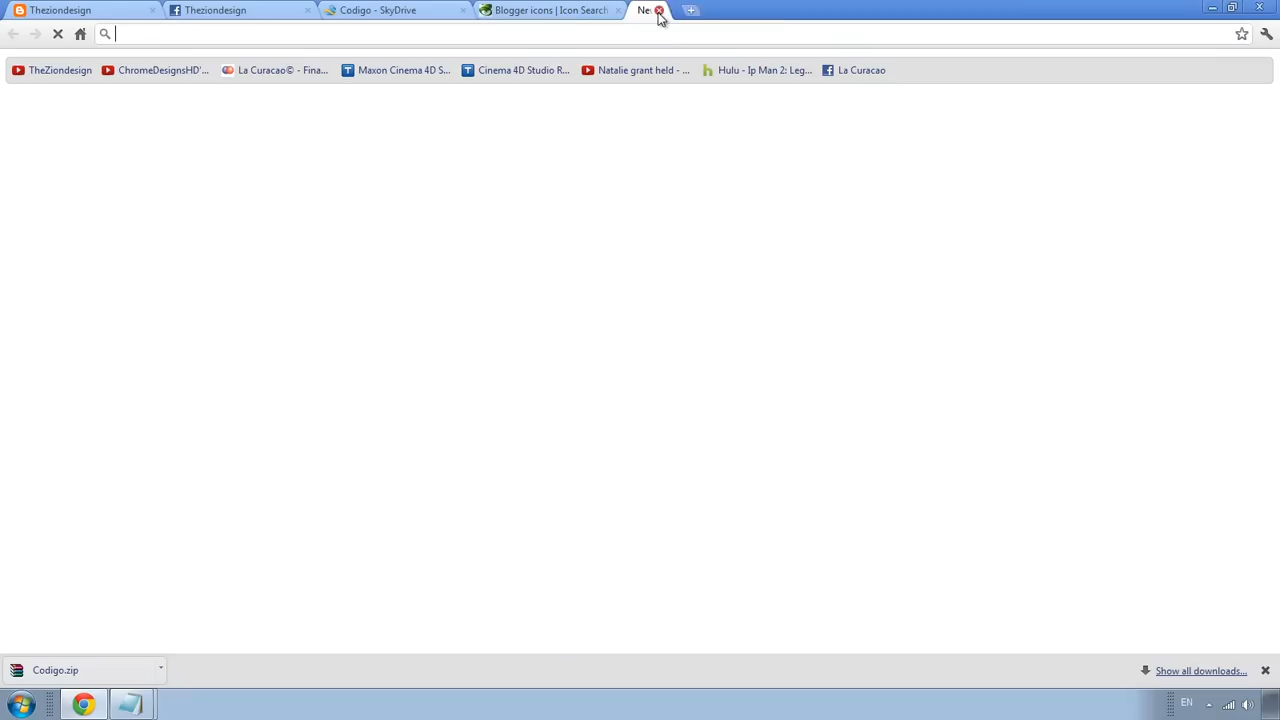 Theziondesign
Theziondesign
Codigo - SkyDrive
Blogger icons | Icon Search
Ne
TheZiondesign
ChromeDesignsHD'...
La Curacao© - Fina...
Maxon Cinema 4D S...
Cinema 4D Studio R...
Natalie grant held - ...
Hulu - Ip Man 2: Leg...
La Curacao
Codigo.zip
Show all downloads...
EN